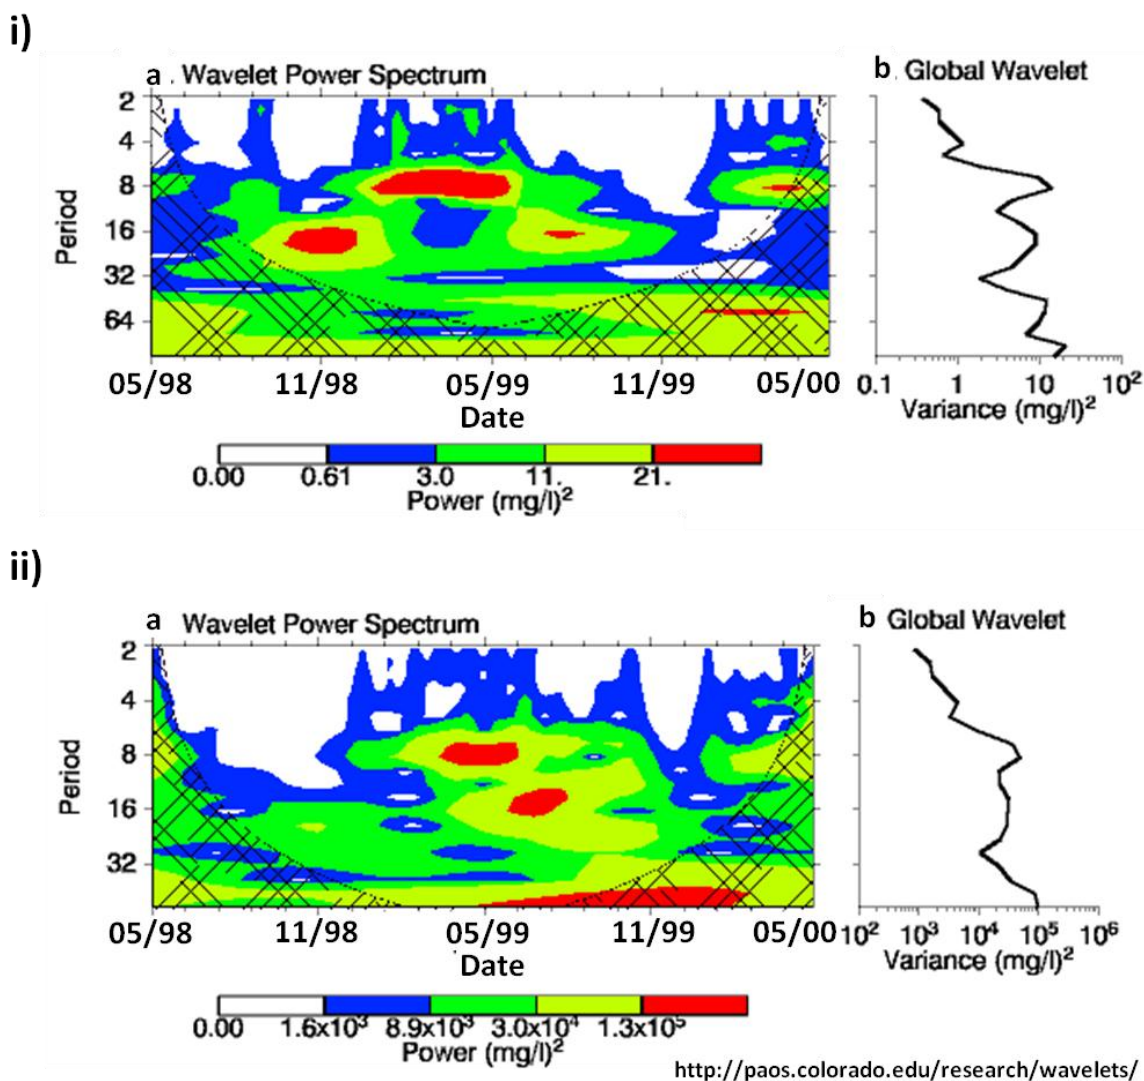 i)
a Wavelet Power Spectrum
b Global Wavelet
2
4
8
16
32
64
Period
05/98 11/98 05/99 11/99 05/00
Date
0.1 1 10 10²
Variance (mg/l)²
0.00 0.61 3.0 11. 21.
Power (mg/l)²
ii)
a Wavelet Power Spectrum
b Global Wavelet
2
4
8
16
32
Period
05/98 11/98 05/99 11/99 05/00
Date
10² 10³ 10⁴ 10⁵ 10⁶
Variance (mg/l)²
0.00 1.6x10³ 8.9x10³ 3.0x10⁴ 1.3x10⁵
Power (mg/l)²
http://paos.colorado.edu/research/wavelets/